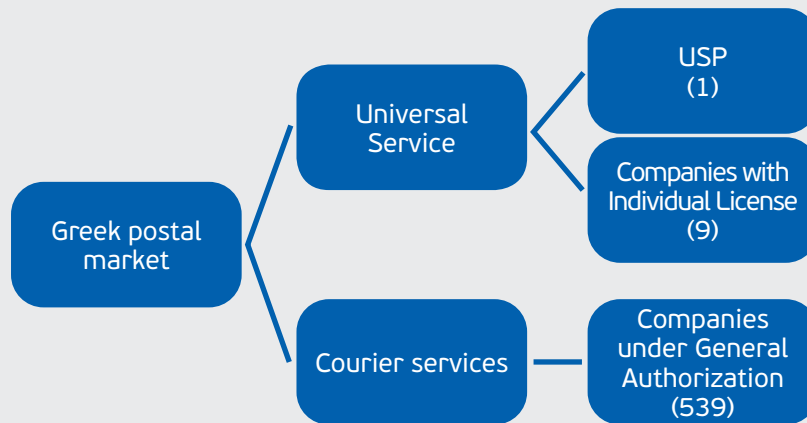 USP
(1)
Universal
Service
Companies with
Individual License
(9)
Greek postal
market
Courier services
Companies
under General
Authorization
(539)